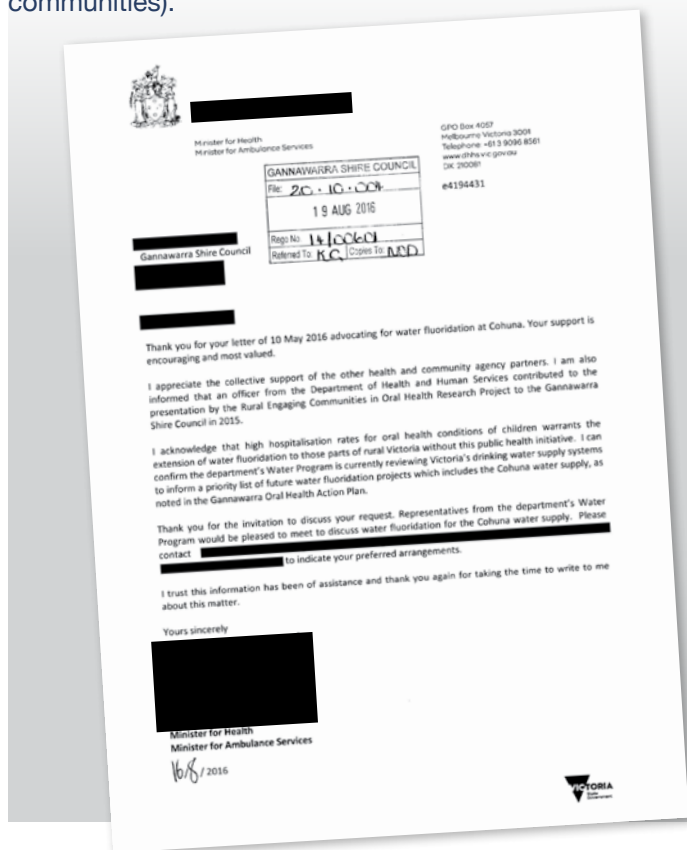 communities).
Minister for Health
Minister for Ambulance Services
GPO Box 4057
Melbourne Victoria 3001
Telephone: +61 3 9096 8561
www.dhhs.vic.gov.au
DX 210081
e4194431
GANNAWARRA SHIRE COUNCIL
File: 20.10.004
19 AUG 2016
Rego No: 14/00601
Referred To: KC Copies To: NCD
Gannawarra Shire Council
Thank you for your letter of 10 May 2016 advocating for water fluoridation at Cohuna. Your support is
encouraging and most valued.
I appreciate the collective support of the other health and community agency partners. I am also
informed that an officer from the Department of Health and Human Services contributed to the
presentation by the Rural Engaging Communities in Oral Health Research Project to the Gannawarra
Shire Council in 2015.
I acknowledge that high hospitalisation rates for oral health conditions of children warrants the
extension of water fluoridation to those parts of rural Victoria without this public health initiative. I can
confirm the department's Water Program is currently reviewing Victoria's drinking water supply systems
to inform a priority list of future water fluoridation projects which includes the Cohuna water supply, as
noted in the Gannawarra Oral Health Action Plan.
Thank you for the invitation to discuss your request. Representatives from the department's Water
Program would be pleased to meet to discuss water fluoridation for the Cohuna water supply. Please
contact
to indicate your preferred arrangements.
I trust this information has been of assistance and thank you again for taking the time to write to me
about this matter.
Yours sincerely
Minister for Health
Minister for Ambulance Services
16/8/2016
VICTORIA
State
Government